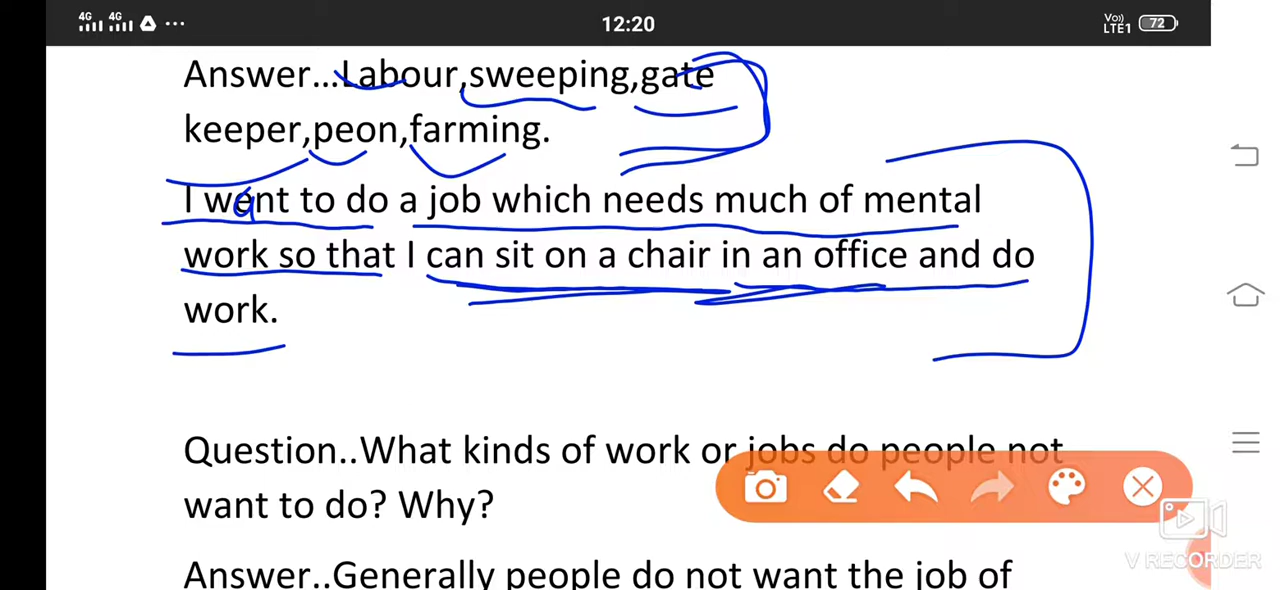 4G 4G ... 12:20 Vo)) LTE1 72
Answer...Labour,sweeping,gate
keeper,peon,farming.
I want to do a job which needs much of mental
work so that I can sit on a chair in an office and do
work.
Question..What kinds of work or jobs do people not
want to do? Why?
V RECORDER
Answer..Generally people do not want the job of